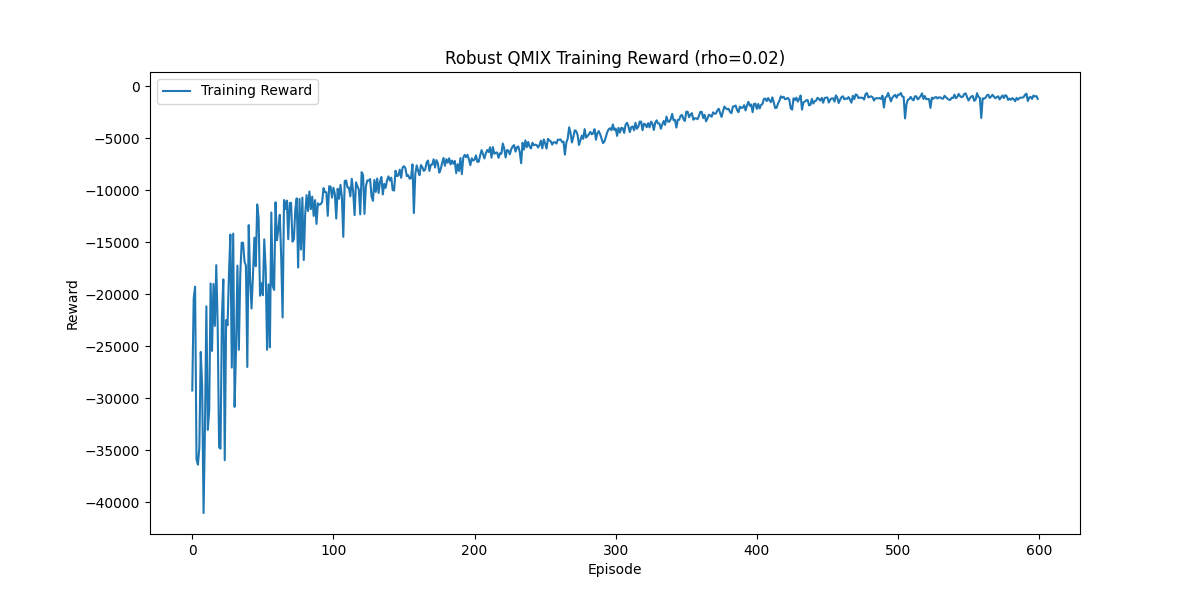 Robust QMIX Training Reward (rho=0.02)
Training Reward
0
−5000
−10000
−15000
−20000
−25000
−30000
−35000
−40000
Reward
0 100 200 300 400 500 600
Episode